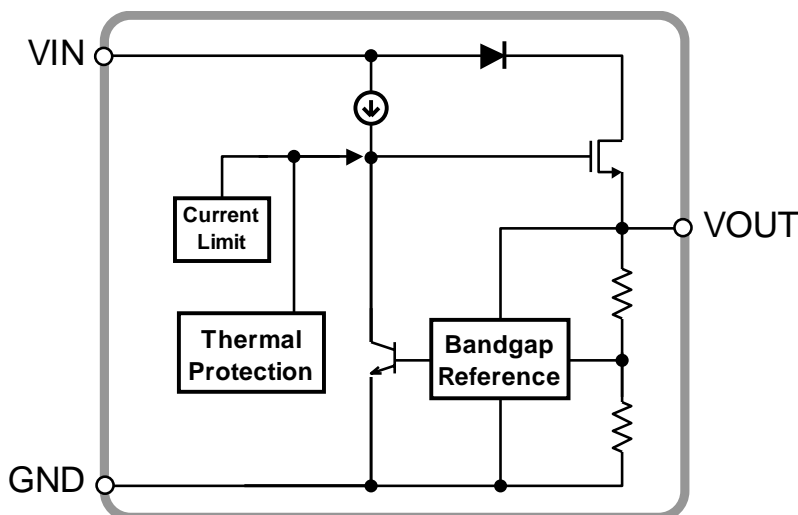 VIN
Current
Limit
VOUT
Thermal
Protection
Bandgap
Reference
GND